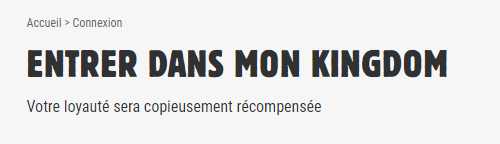 Accueil > Connexion
ENTRER DANS MON KINGDOM
Votre loyauté sera copieusement récompensée